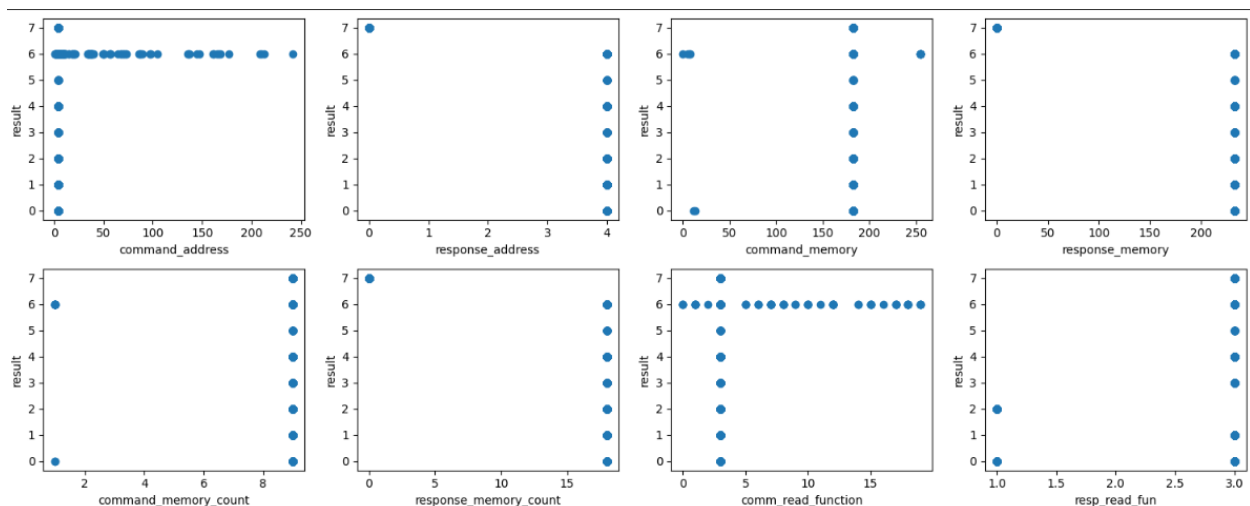 7
6
5
4
3
2
1
0
result
0 50 100 150 200 250
command_address
7
6
5
4
3
2
1
0
result
0 1 2 3 4
response_address
7
6
5
4
3
2
1
0
result
0 50 100 150 200 250
command_memory
7
6
5
4
3
2
1
0
result
0 50 100 150 200
response_memory
7
6
5
4
3
2
1
0
result
2 4 6 8
command_memory_count
7
6
5
4
3
2
1
0
result
0 5 10 15
response_memory_count
7
6
5
4
3
2
1
0
result
0 5 10 15
comm_read_function
7
6
5
4
3
2
1
0
result
1.0 1.5 2.0 2.5 3.0
resp_read_fun